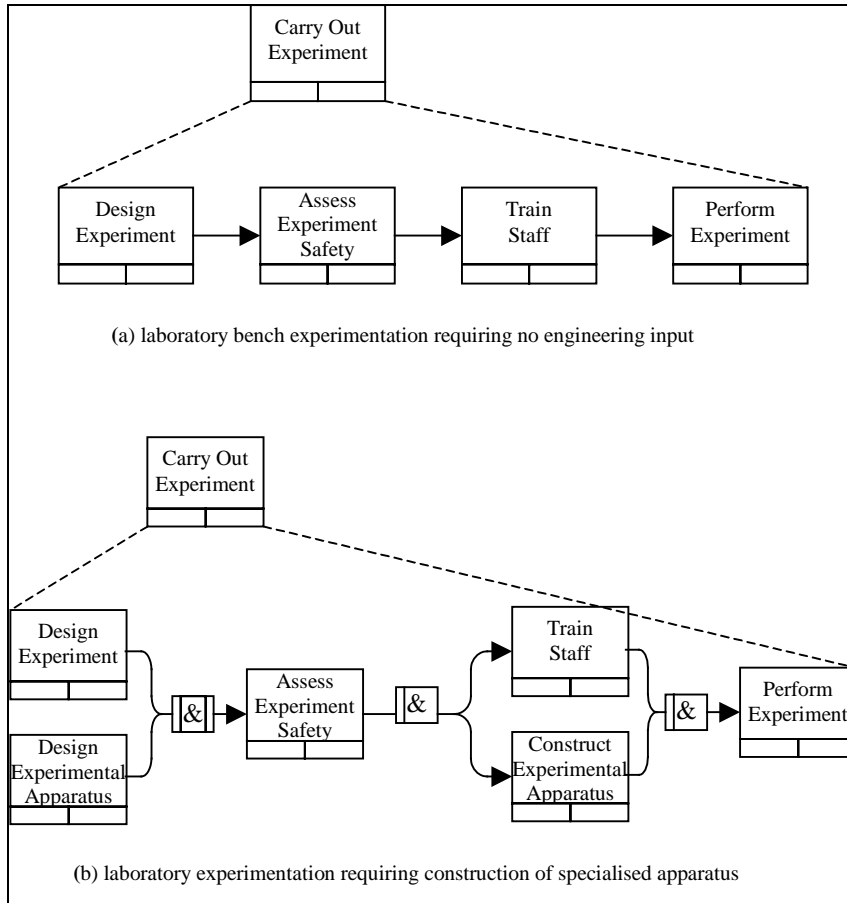 Carry Out
Experiment
Design
Experiment
Assess
Experiment
Safety
Train
Staff
Perform
Experiment
(a) laboratory bench experimentation requiring no engineering input
Carry Out
Experiment
Design
Experiment
Design
Experimental
Apparatus
&
Assess
Experiment
Safety
&
Train
Staff
Construct
Experimental
Apparatus
&
Perform
Experiment
(b) laboratory experimentation requiring construction of specialised apparatus